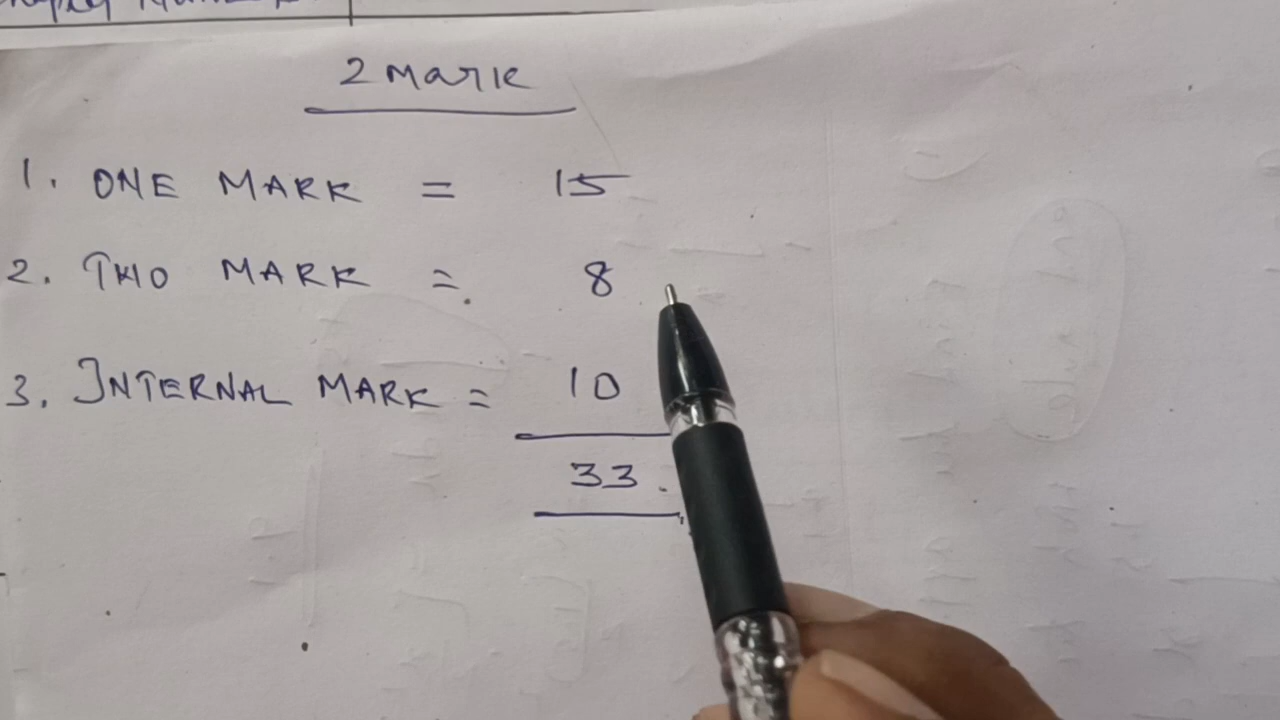 2 Mark
1. ONE MARK = 15
2. TWO MARK = 8
3. INTERNAL MARK = 10
33